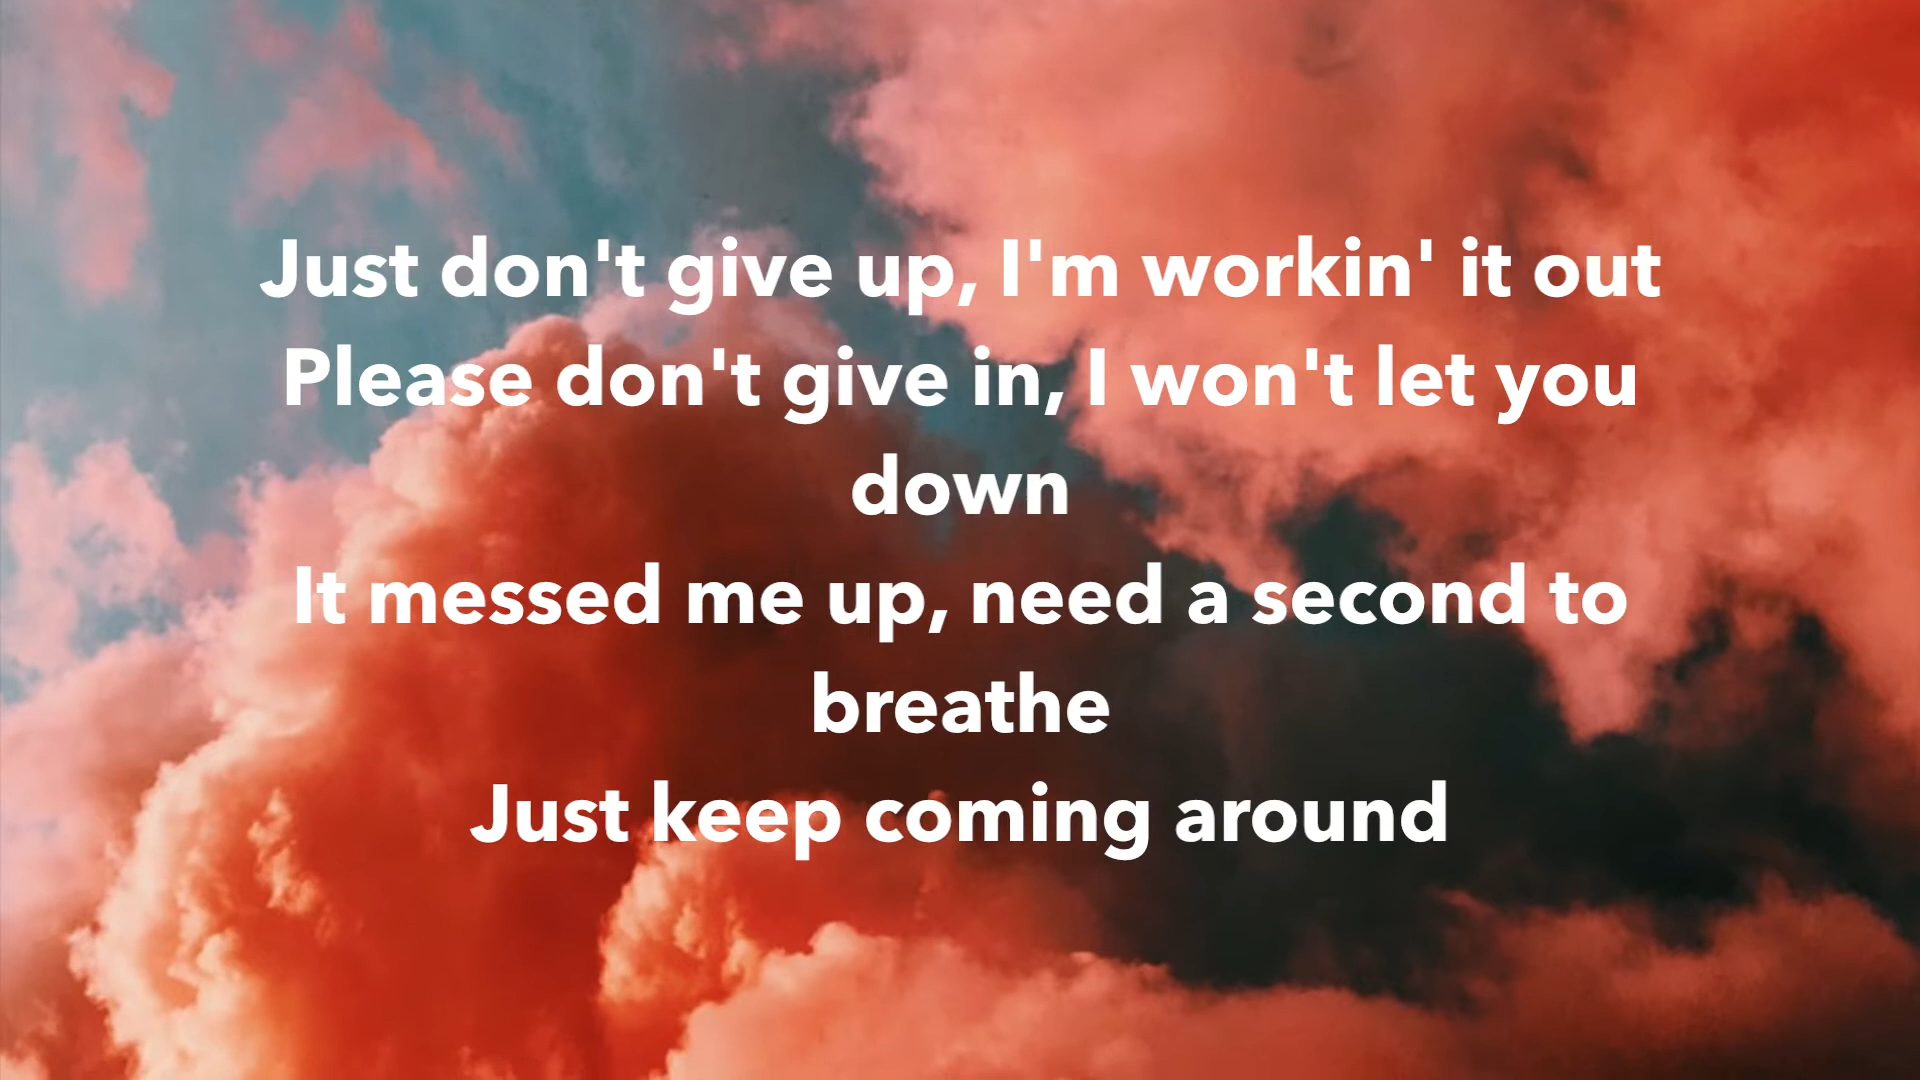 Just don't give up, I'm workin' it out
Please don't give in, I won't let you
down
It messed me up, need a second to
breathe
Just keep coming around